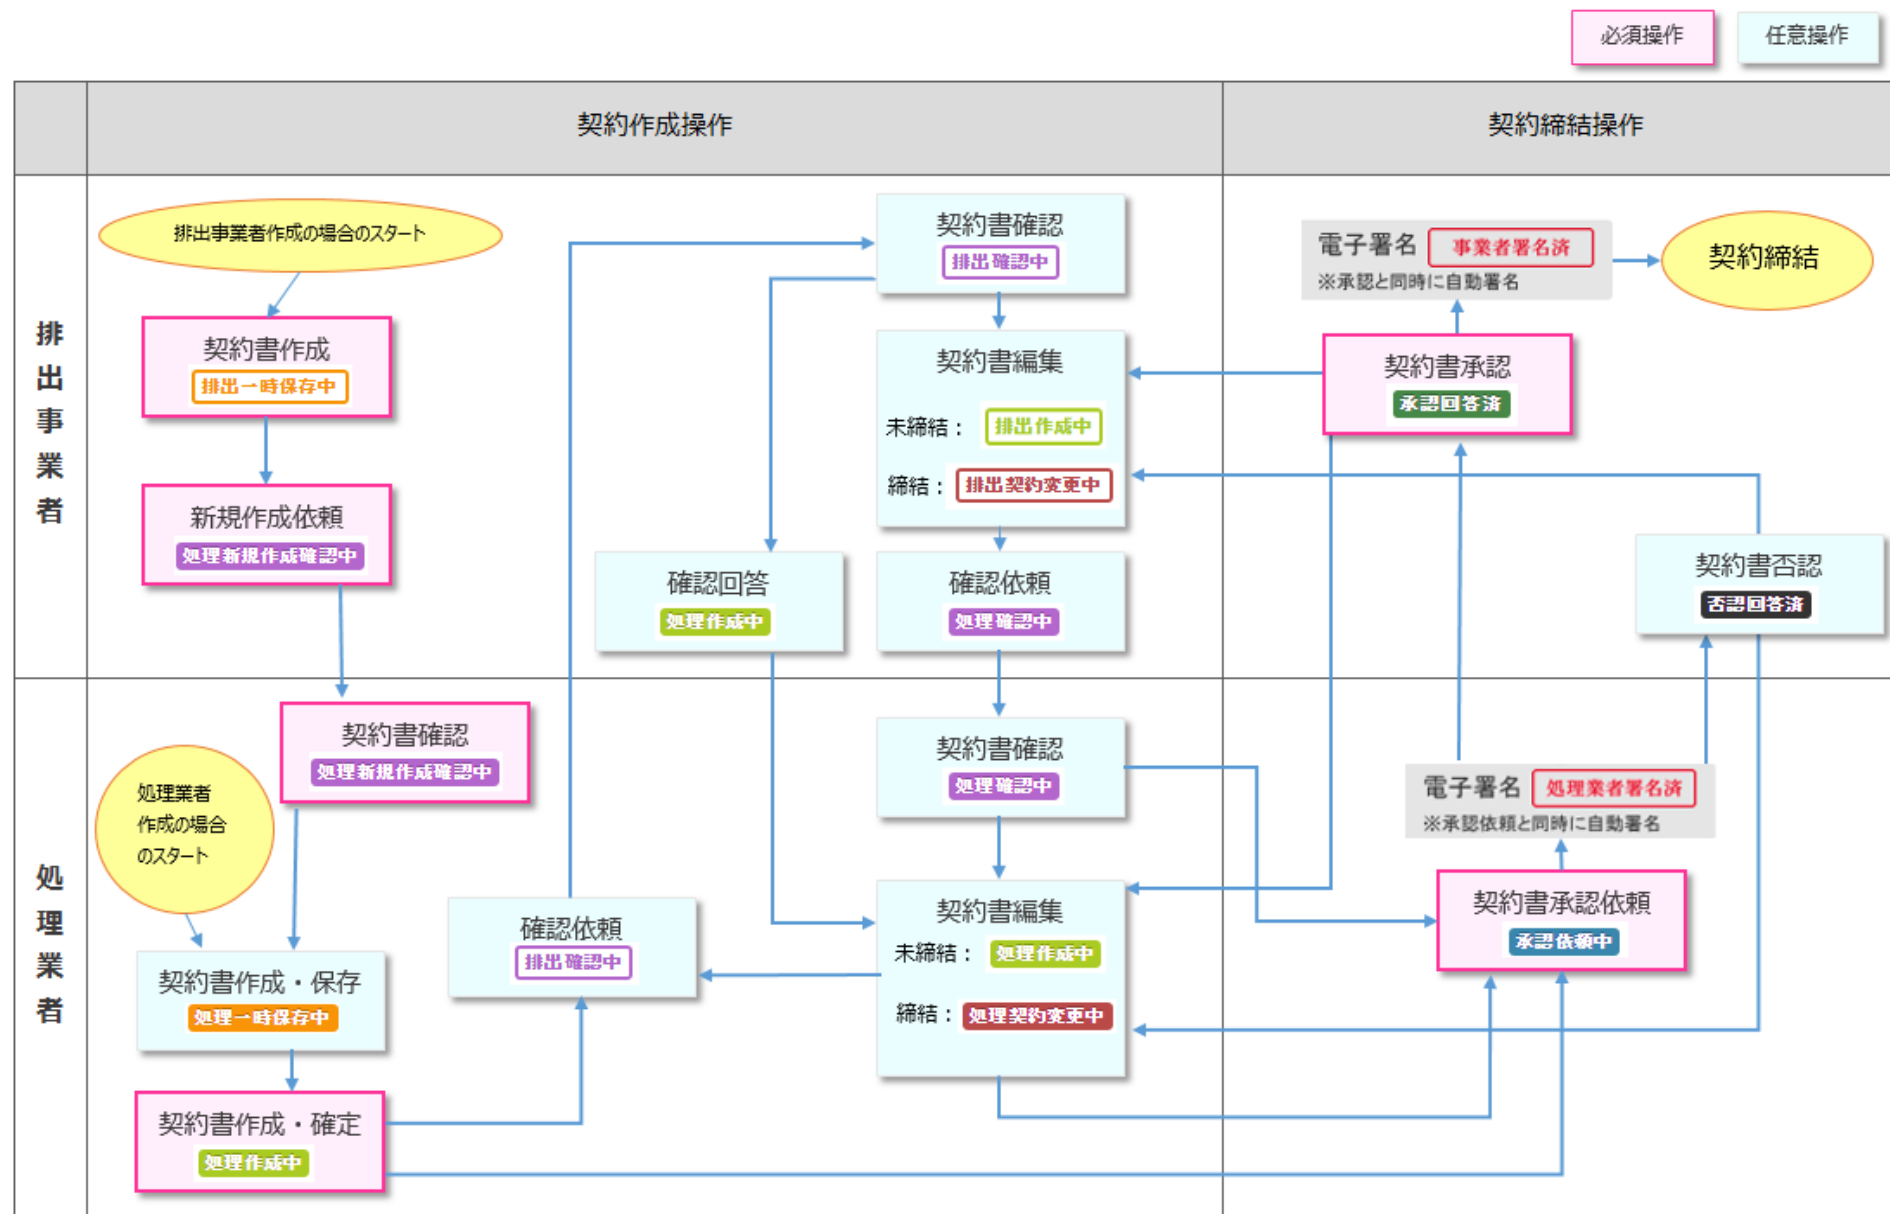 必須操作
任意操作
契約作成操作
契約締結操作
排出事業者
排出事業者作成の場合のスタート
契約書作成
排出一時保存中
新規作成依頼
処理新規作成確認中
契約書確認
排出確認中
契約書編集
未締結：
排出作成中
締結：
排出契約変更中
確認回答
処理作成中
確認依頼
処理確認中
電子署名
事業者署名済
※承認と同時に自動署名
契約締結
契約書承認
承認回答済
契約書否認
否認回答済
処理業者
契約書確認
処理新規作成確認中
処理業者
作成の場合
のスタート
契約書作成・保存
処理一時保存中
契約書作成・確定
処理作成中
確認依頼
排出確認中
契約書確認
処理確認中
契約書編集
未締結：
処理作成中
締結：
処理契約変更中
電子署名
処理業者署名済
※承認依頼と同時に自動署名
契約書承認依頼
承認依頼中